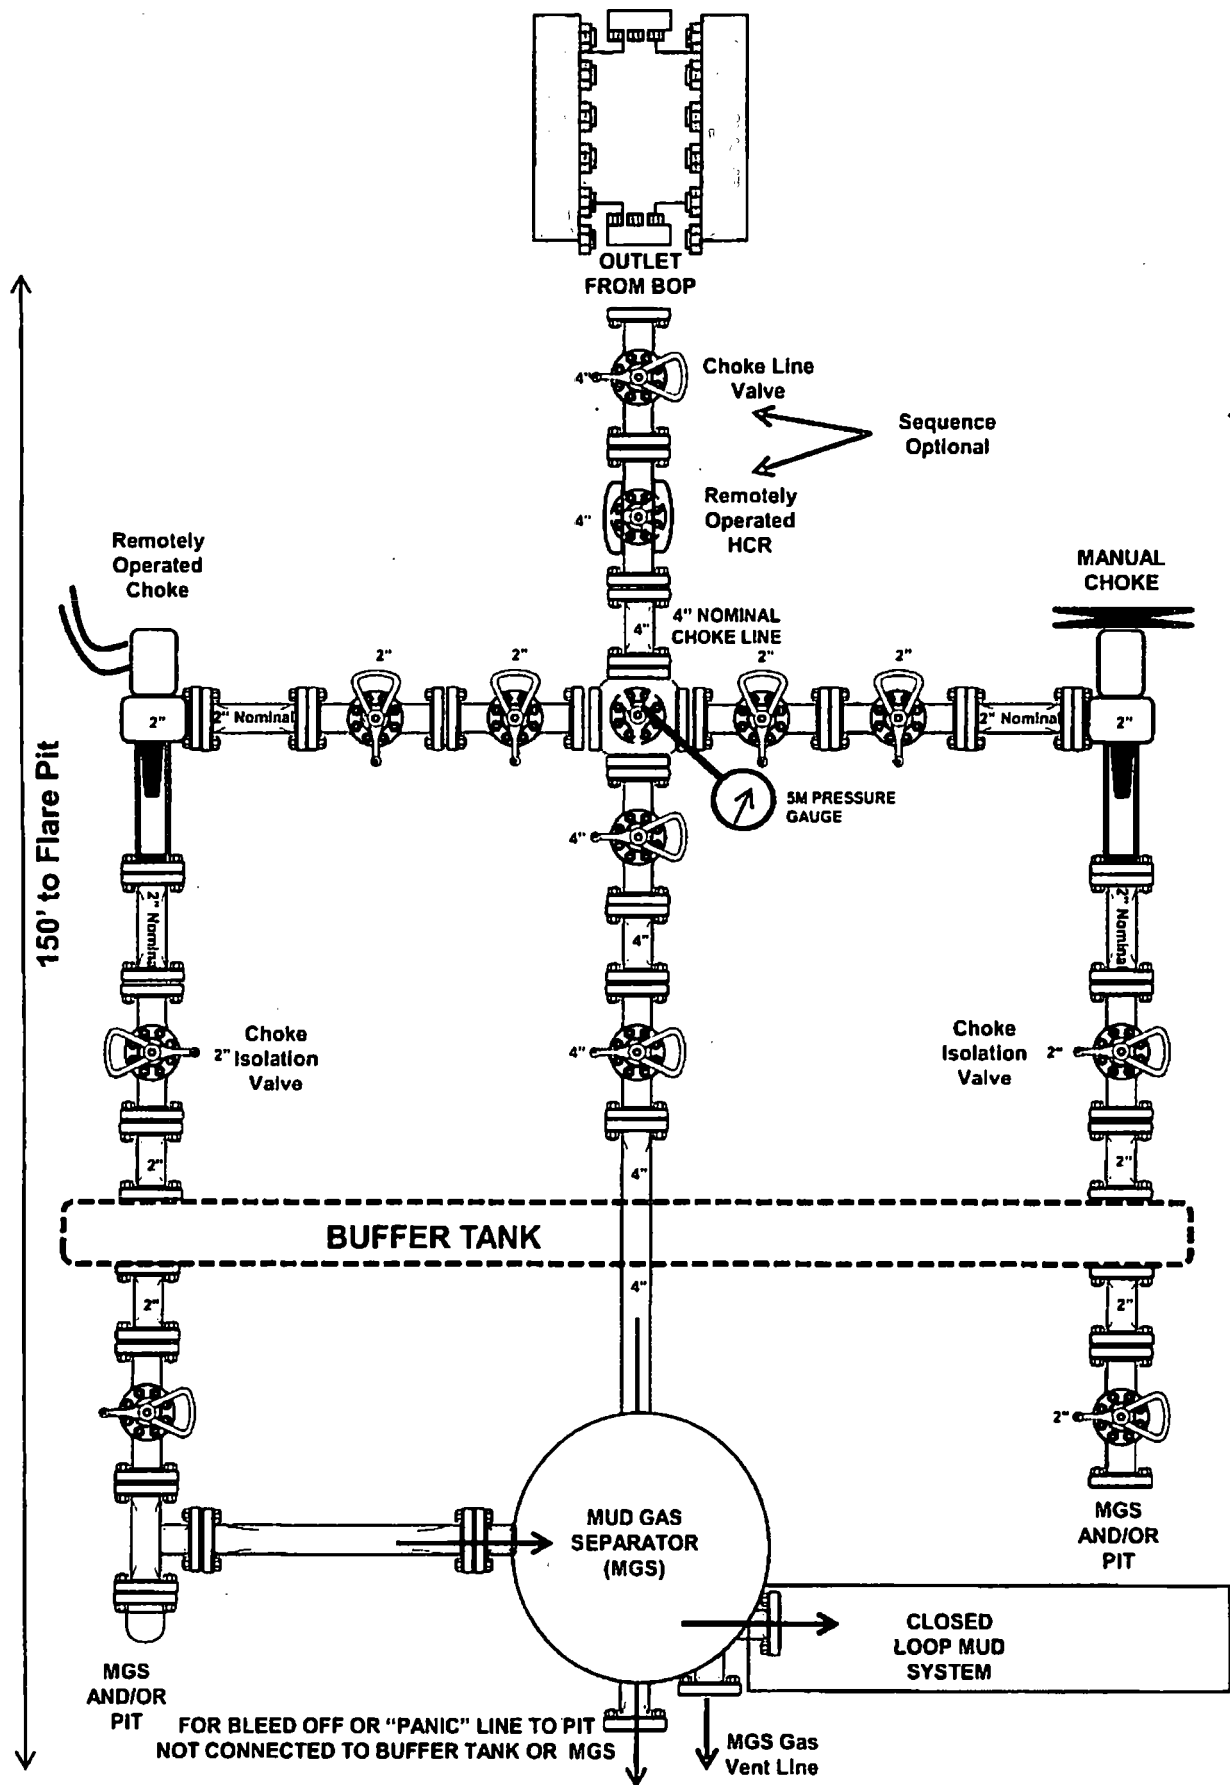 OUTLET
FROM BOP
4"
Choke Line
Valve
Sequence
Optional
4"
Remotely
Operated
HCR
Remotely
Operated
Choke
MANUAL
CHOKE
4"
4" NOMINAL
CHOKE LINE
2"
2"
2"
2"
2"
2" Nominal
2" Nominal
2"
5M PRESSURE
GAUGE
4"
150' to Flare Pit
2" Nominal
4"
2" Nominal
Choke
2" Isolation
Valve
4"
Choke
Isolation
Valve
2"
2"
4"
2"
BUFFER TANK
2"
4"
2"
2"
MUD GAS
SEPARATOR
(MGS)
MGS
AND/OR
PIT
CLOSED
LOOP MUD
SYSTEM
MGS
AND/OR
PIT
FOR BLEED OFF OR "PANIC" LINE TO PIT
NOT CONNECTED TO BUFFER TANK OR MGS
MGS Gas
Vent Line